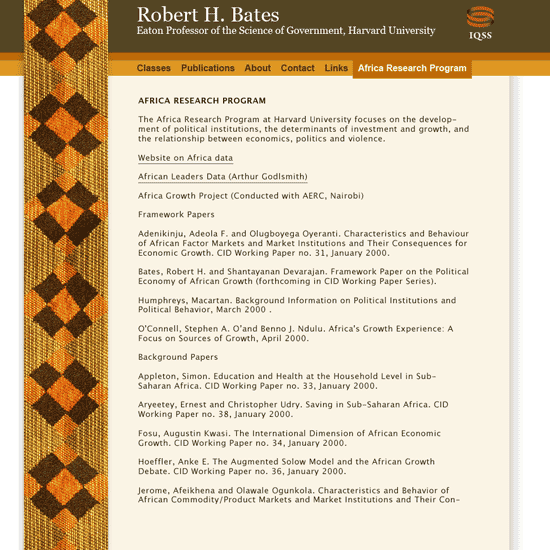 Robert H. Bates
Eaton Professor of the Science of Government, Harvard University
IQSS
Classes Publications About Contact Links Africa Research Program
AFRICA RESEARCH PROGRAM
The Africa Research Program at Harvard University focuses on the develop-
ment of political institutions, the determinants of investment and growth, and
the relationship between economics, politics and violence.
Website on Africa data
African Leaders Data (Arthur Godlsmith)
Africa Growth Project (Conducted with AERC, Nairobi)
Framework Papers
Adenikinju, Adeola F. and Olugboyega Oyeranti. Characteristics and Behaviour
of African Factor Markets and Market Institutions and Their Consequences for
Economic Growth. CID Working Paper no. 31, January 2000.
Bates, Robert H. and Shantayanan Devarajan. Framework Paper on the Political
Economy of African Growth (forthcoming in CID Working Paper Series).
Humphreys, Macartan. Background Information on Political Institutions and
Political Behavior, March 2000 .
O'Connell, Stephen A. O'and Benno J. Ndulu. Africa's Growth Experience: A
Focus on Sources of Growth, April 2000.
Background Papers
Appleton, Simon. Education and Health at the Household Level in Sub-
Saharan Africa. CID Working Paper no. 33, January 2000.
Aryeetey, Ernest and Christopher Udry. Saving in Sub-Saharan Africa. CID
Working Paper no. 38, January 2000.
Fosu, Augustin Kwasi. The International Dimension of African Economic
Growth. CID Working Paper no. 34, January 2000.
Hoeffler, Anke E. The Augmented Solow Model and the African Growth
Debate. CID Working Paper no. 36, January 2000.
Jerome, Afeikhena and Olawale Ogunkola. Characteristics and Behavior of
African Commodity/Product Markets and Market Institutions and Their Con-